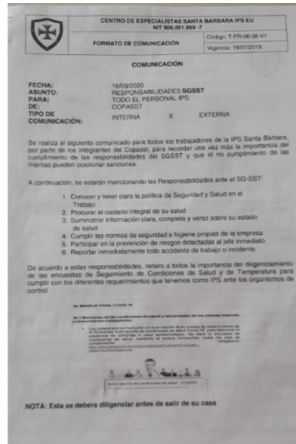 CENTRO DE ESPECIALISTAS SANTA BARBARA IPS EU
NIT 900.051.889 -7
FORMATO DE COMUNICACIÓN
Código: T-FR-06-06 V1
Vigencia: 19/07/2019
COMUNICACIÓN
FECHA: 16/09/2020
ASUNTO: RESPONSABILIDADES SGSST
PARA: TODO EL PERSONAL IPS
DE: COPASST
TIPO DE COMUNICACIÓN: INTERNA X EXTERNA
Se realiza el siguiente comunicado para todos los trabajadores de la IPS Santa Bárbara,
por parte de los integrantes del Copasst, para recordar una vez más la importancia del
cumplimiento de las responsabilidades del SGSST y que el no cumplimiento de las
mismas pueden ocasionar sanciones.
A continuación, se estarán mencionando las Responsabilidades ante el SG-SST:
1. Conocer y tener clara la política de Seguridad y Salud en el
Trabajo
2. Procurar el cuidado integral de su salud
3. Suministrar información clara, completa y veraz sobre su estado
de salud
4. Cumplir las normas de seguridad e higiene propias de la empresa
5. Participar en la prevención de riesgos detectadas al jefe inmediato
6. Reportar inmediatamente todo accidente de trabajo o incidente.
De acuerdo a estas responsabilidades, reitero a todos la importancia del diligenciamiento
de las encuestas de Seguimiento de Condiciones de Salud y de Temperatura para
cumplir con los diferentes requerimientos que tenemos como IPS ante los organismos de
control.
NOTA: Esta se debera diligenciar antes de salir de su casa